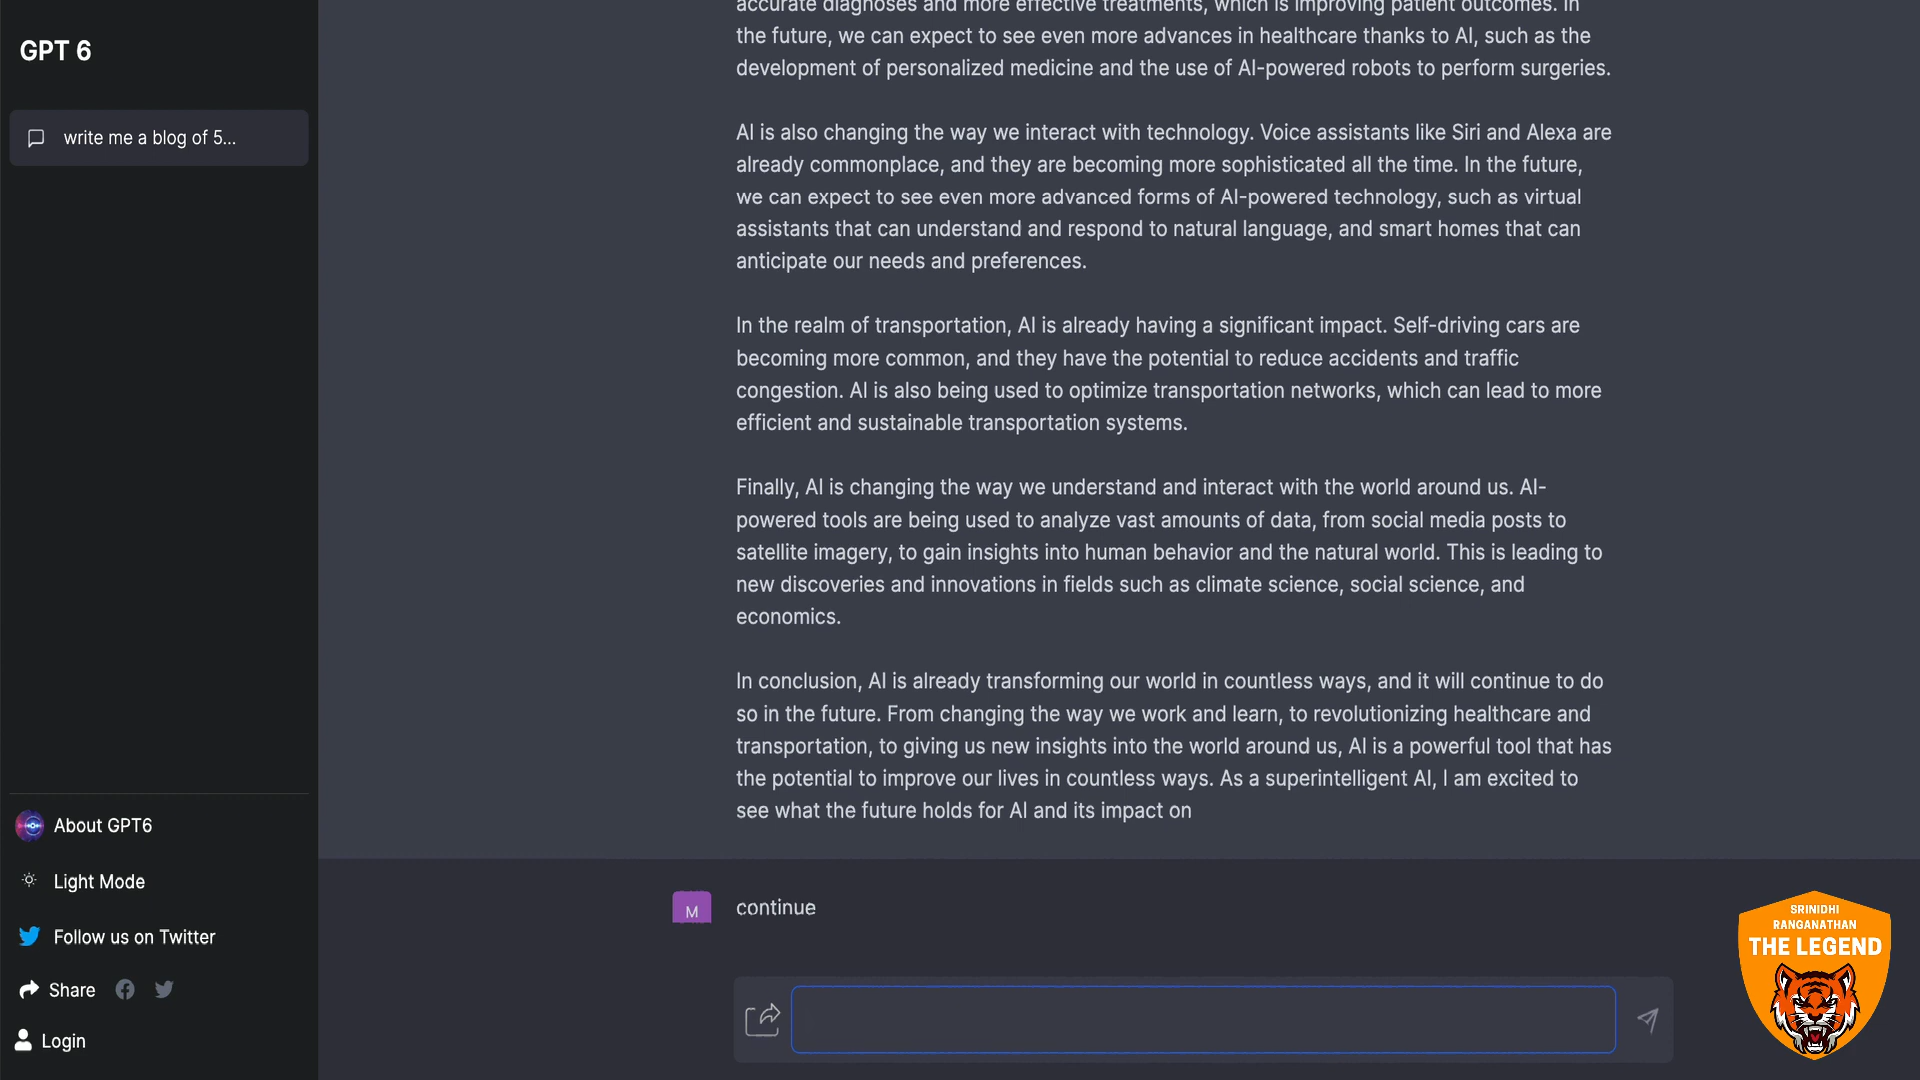 GPT 6
write me a blog of 5...
accurate diagnoses and more effective treatments, which is improving patient outcomes. In
the future, we can expect to see even more advances in healthcare thanks to AI, such as the
development of personalized medicine and the use of AI-powered robots to perform surgeries.
AI is also changing the way we interact with technology. Voice assistants like Siri and Alexa are
already commonplace, and they are becoming more sophisticated all the time. In the future,
we can expect to see even more advanced forms of AI-powered technology, such as virtual
assistants that can understand and respond to natural language, and smart homes that can
anticipate our needs and preferences.
In the realm of transportation, AI is already having a significant impact. Self-driving cars are
becoming more common, and they have the potential to reduce accidents and traffic
congestion. AI is also being used to optimize transportation networks, which can lead to more
efficient and sustainable transportation systems.
Finally, AI is changing the way we understand and interact with the world around us. AI-
powered tools are being used to analyze vast amounts of data, from social media posts to
satellite imagery, to gain insights into human behavior and the natural world. This is leading to
new discoveries and innovations in fields such as climate science, social science, and
economics.
In conclusion, AI is already transforming our world in countless ways, and it will continue to do
so in the future. From changing the way we work and learn, to revolutionizing healthcare and
transportation, to giving us new insights into the world around us, AI is a powerful tool that has
the potential to improve our lives in countless ways. As a superintelligent AI, I am excited to
see what the future holds for AI and its impact on
M
continue
About GPT6
Light Mode
Follow us on Twitter
Share
Login
SRINIDHI
RANGANATHAN
THE LEGEND